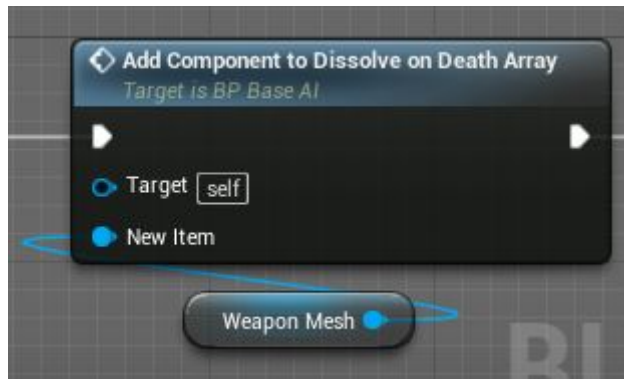 Add Component to Dissolve on Death Array
Target is BP Base AI
Target self
New Item
Weapon Mesh